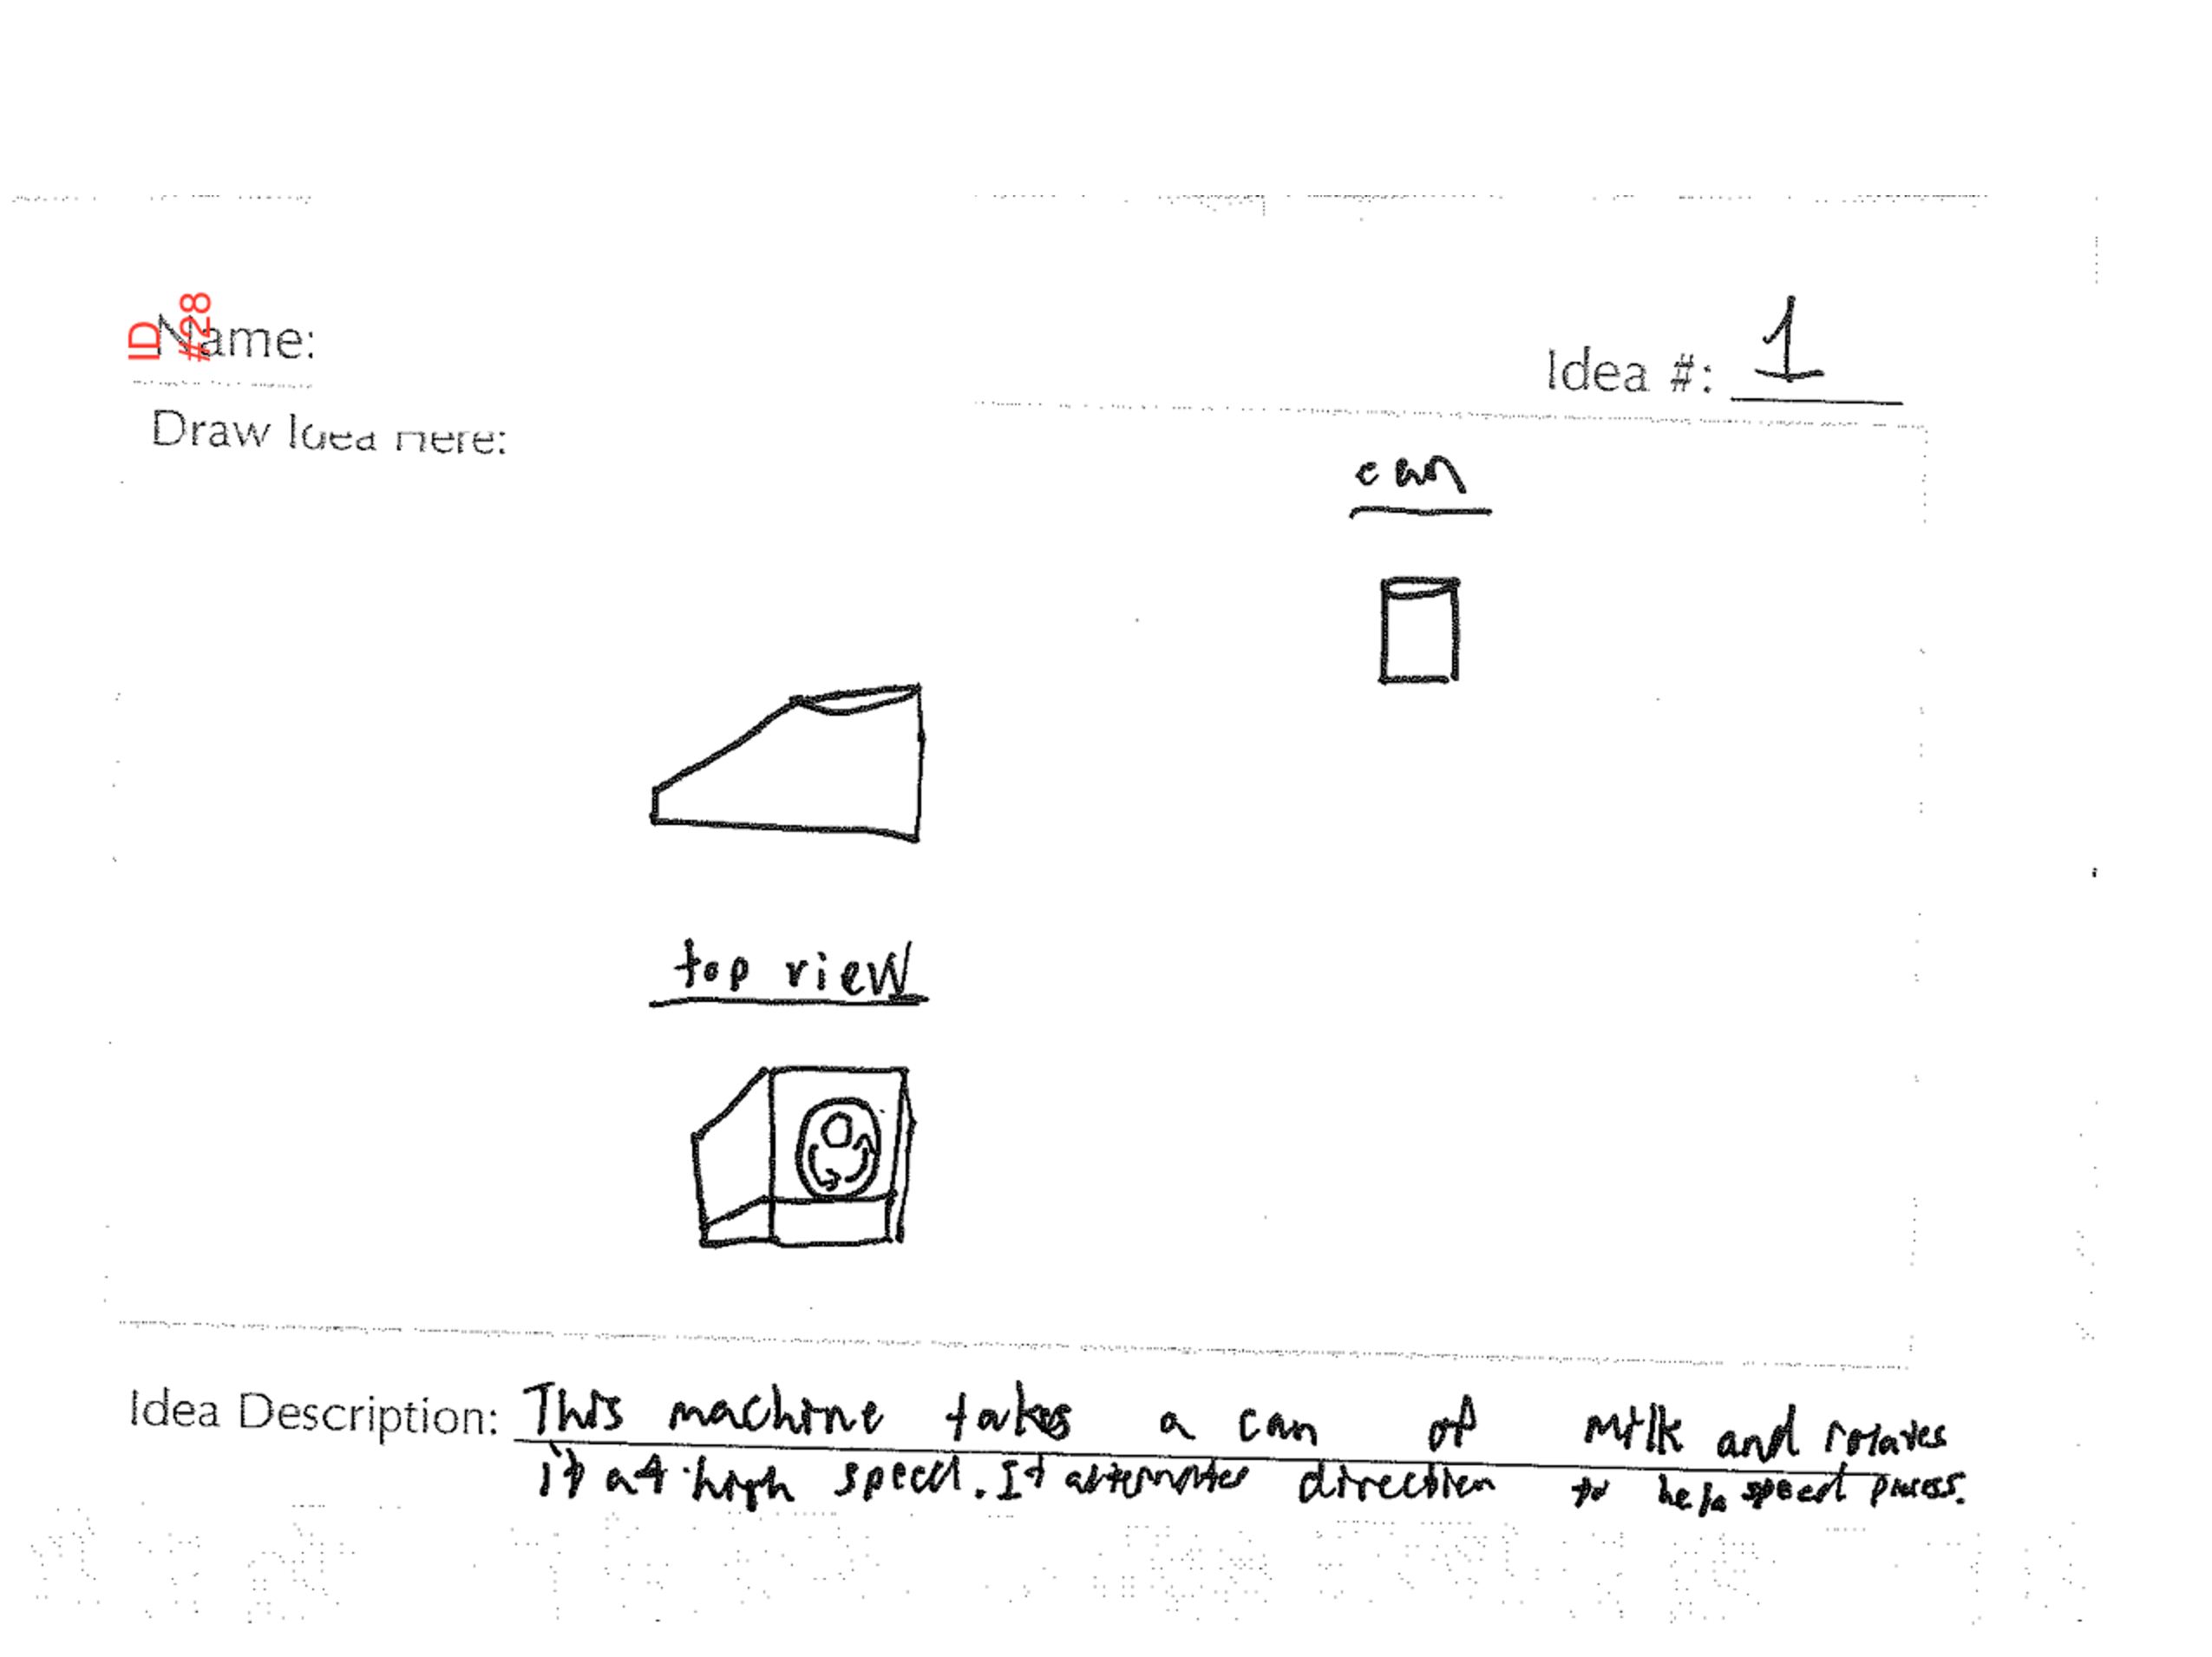 ID
#28
Name:
Idea #: 1
Draw Idea Here:
can
top view
Idea Description: This machine takes a can of milk and rotates
it at high speed. It alternates direction to help speed process.